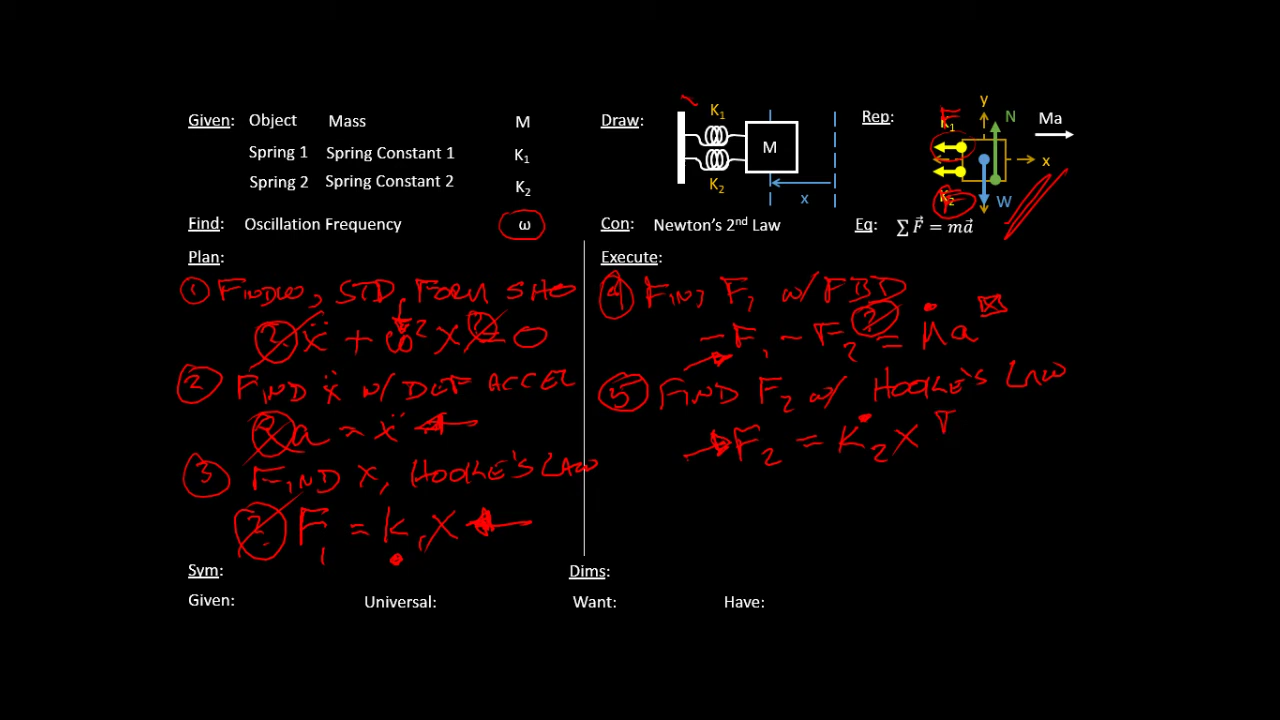 Given: Object Mass M
Spring 1 Spring Constant 1 K₁
Spring 2 Spring Constant 2 K₂
Find: Oscillation Frequency ω
Draw: K₁ M K₂ x
Rep: y F K₁ N Ma x F K₂ W
Con: Newton's 2nd Law
Eq: ∑F⃗ = ma⃗
Plan:
① FIND ω, STD. FORM SHO
② ẍ + ω²x = 0
② FIND ẍ w/ DEF ACCEL
② a = ẍ
③ FIND x, HOOKE'S LAW
② F₁ = k₁x
Execute:
④ FIND F₁ w/ FBD
-F₁ - F₂ = Ma
⑤ FIND F₂ w/ HOOKE'S LAW
F₂ = K₂x
Sym:
Dims:
Given: Universal: Want: Have: